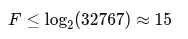 F ≤ log₂(32767) ≈ 15